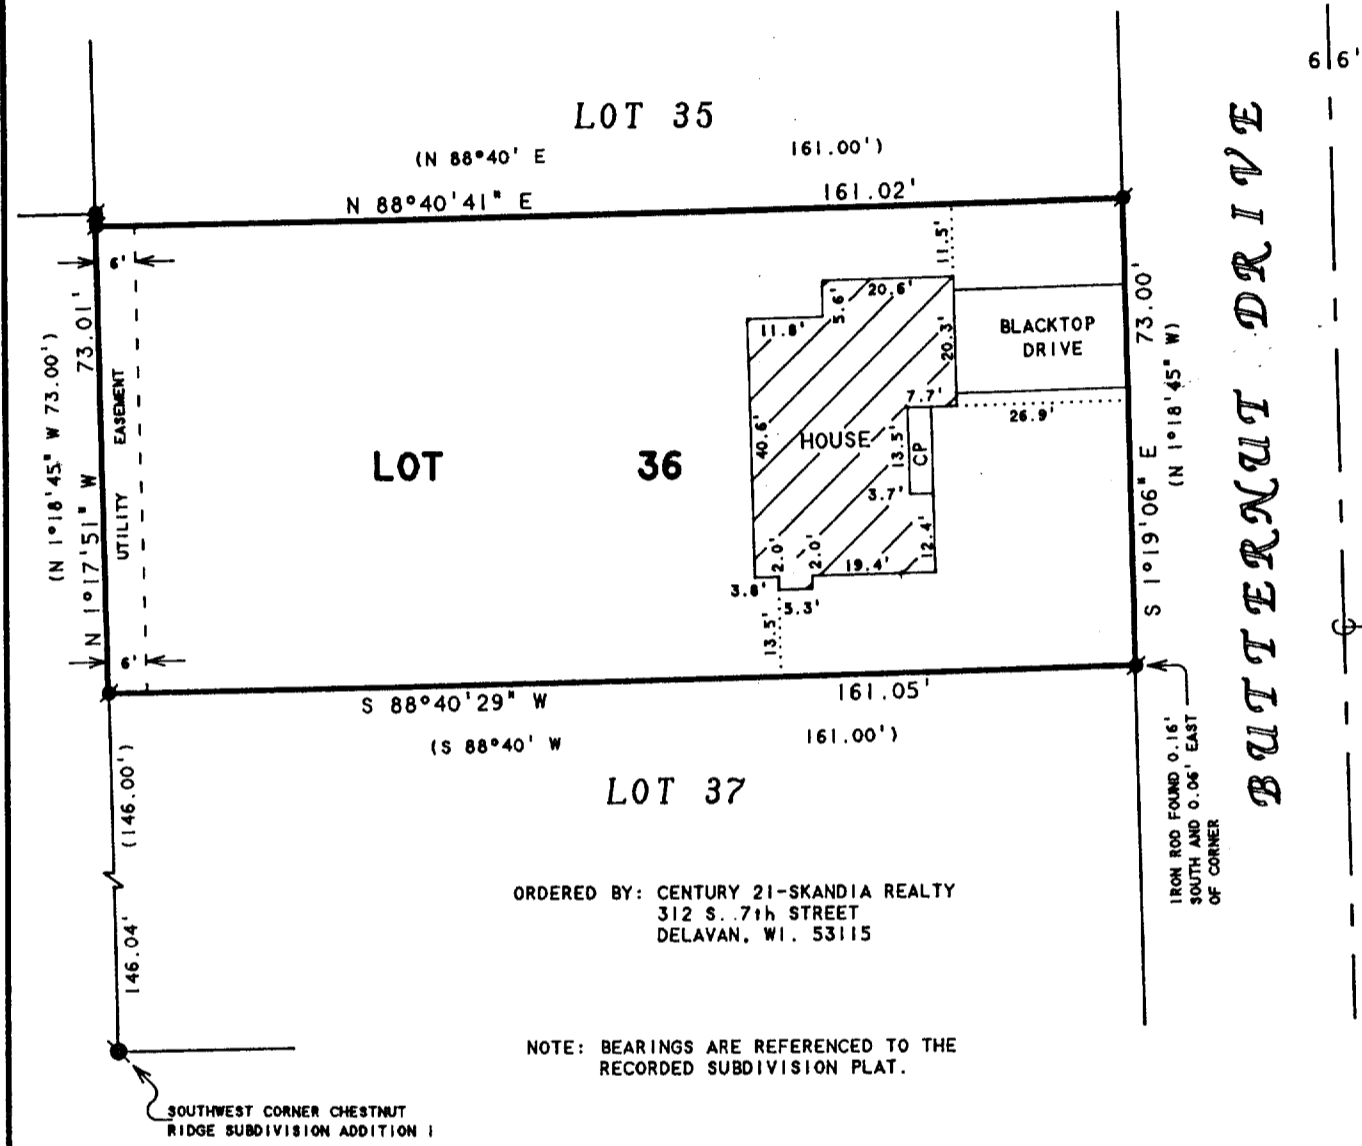 66'
LOT 35
(N 88°40' E 161.00')
N 88°40'41" E 161.02'
6'
11.5'
20.6'
5.6'
11.8'
20.3'
BLACKTOP
DRIVE
73.00'
(N 1°18'45" W)
S 1°19'06" E
BUTTERNUT DRIVE
(N 1°18'45" W 73.00')
N 1°17'51" W 73.01'
UTILITY EASEMENT
LOT 36
40.6'
HOUSE
7.7'
13.5'
CP
26.9'
3.7'
12.4'
2.0'
2.0'
19.4'
3.8'
5.3'
13.5'
6'
S 88°40'29" W 161.05'
(S 88°40' W 161.00')
LOT 37
IRON ROD FOUND 0.16'
SOUTH AND 0.06' EAST
OF CORNER
(146.00')
146.04'
ORDERED BY: CENTURY 21-SKANDIA REALTY
312 S. 7th STREET
DELAVAN, WI. 53115
NOTE: BEARINGS ARE REFERENCED TO THE
RECORDED SUBDIVISION PLAT.
SOUTHWEST CORNER CHESTNUT
RIDGE SUBDIVISION ADDITION 1